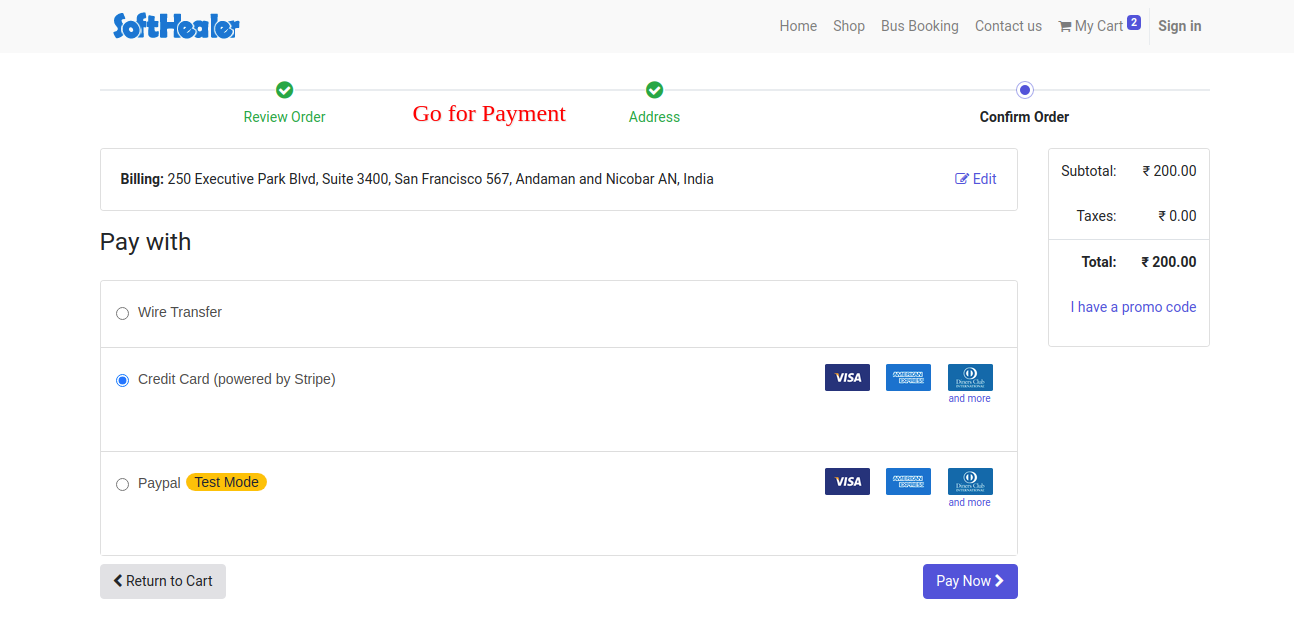 SoftHealer
Home Shop Bus Booking Contact us My Cart 2 Sign in
Review Order Go for Payment Address Confirm Order
Billing: 250 Executive Park Blvd, Suite 3400, San Francisco 567, Andaman and Nicobar AN, India Edit
Subtotal: ₹ 200.00
Taxes: ₹ 0.00
Total: ₹ 200.00
I have a promo code
Pay with
Wire Transfer
Credit Card (powered by Stripe) VISA AMERICAN EXPRESS Diners Club INTERNATIONAL
and more
Paypal Test Mode VISA AMERICAN EXPRESS Diners Club INTERNATIONAL
and more
Return to Cart Pay Now